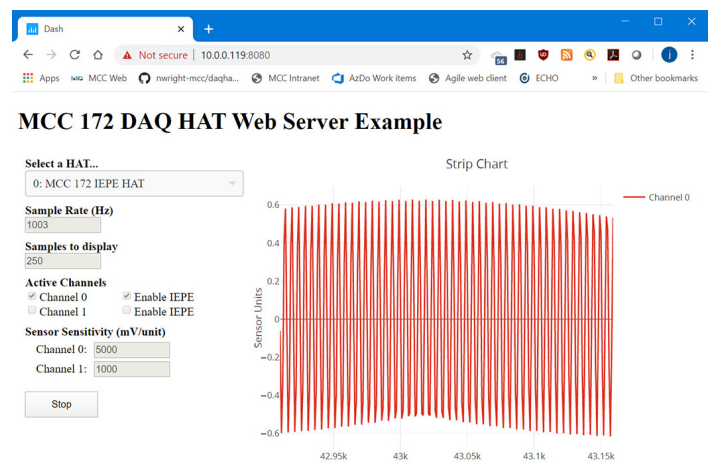 Dash
Not secure | 10.0.0.119:8080
56
j
Apps MCC Web nwright-mcc/daqha... MCC Intranet AzDo Work items Agile web client ECHO » Other bookmarks
MCC 172 DAQ HAT Web Server Example
Select a HAT...
0: MCC 172 IEPE HAT
Sample Rate (Hz)
1003
Samples to display
250
Active Channels
Channel 0 Enable IEPE
Channel 1 Enable IEPE
Sensor Sensitivity (mV/unit)
Channel 0: 5000
Channel 1: 1000
Stop
Strip Chart
Channel 0
Sensor Units
0.6
0.4
0.2
0
−0.2
−0.4
−0.6
42.95k 43k 43.05k 43.1k 43.15k